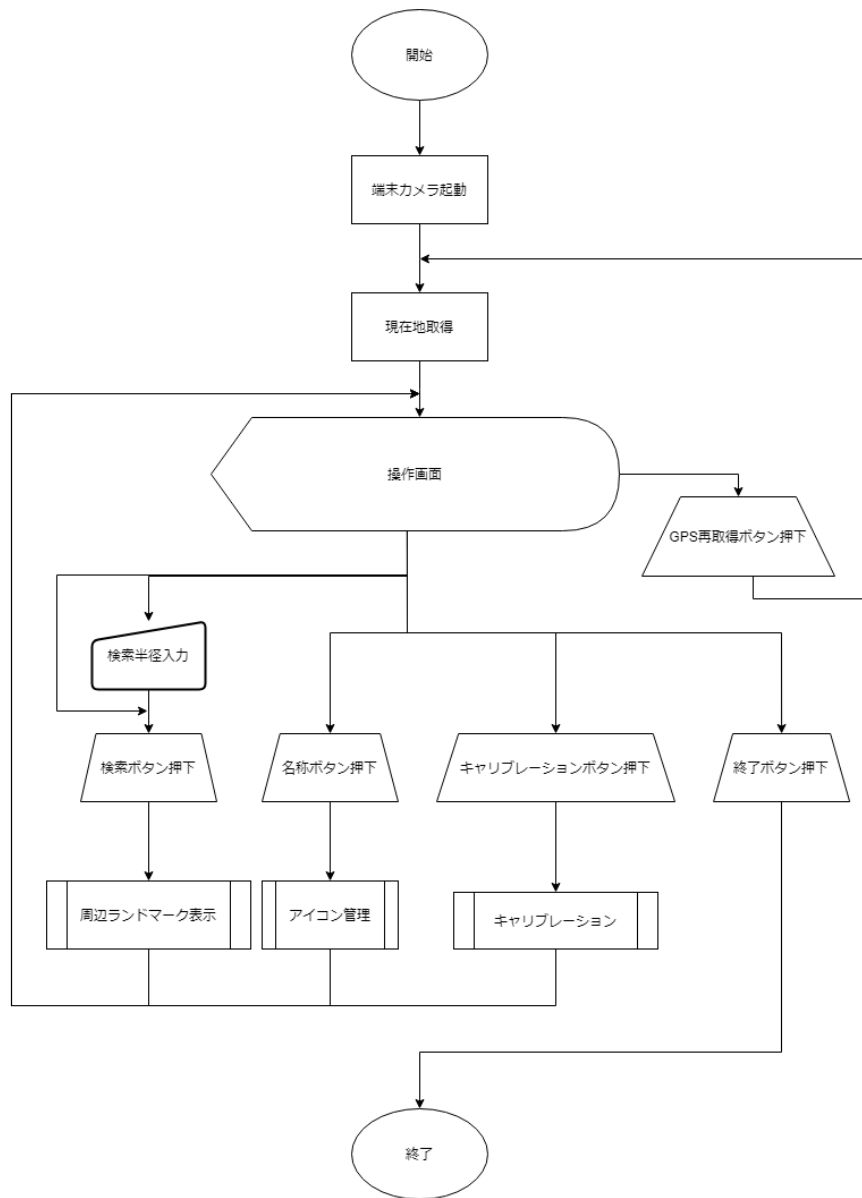 開始
端末カメラ起動
現在地取得
操作画面
GPS再取得ボタン押下
検索半径入力
検索ボタン押下
名称ボタン押下
キャリブレーションボタン押下
終了ボタン押下
周辺ランドマーク表示
アイコン管理
キャリブレーション
終了